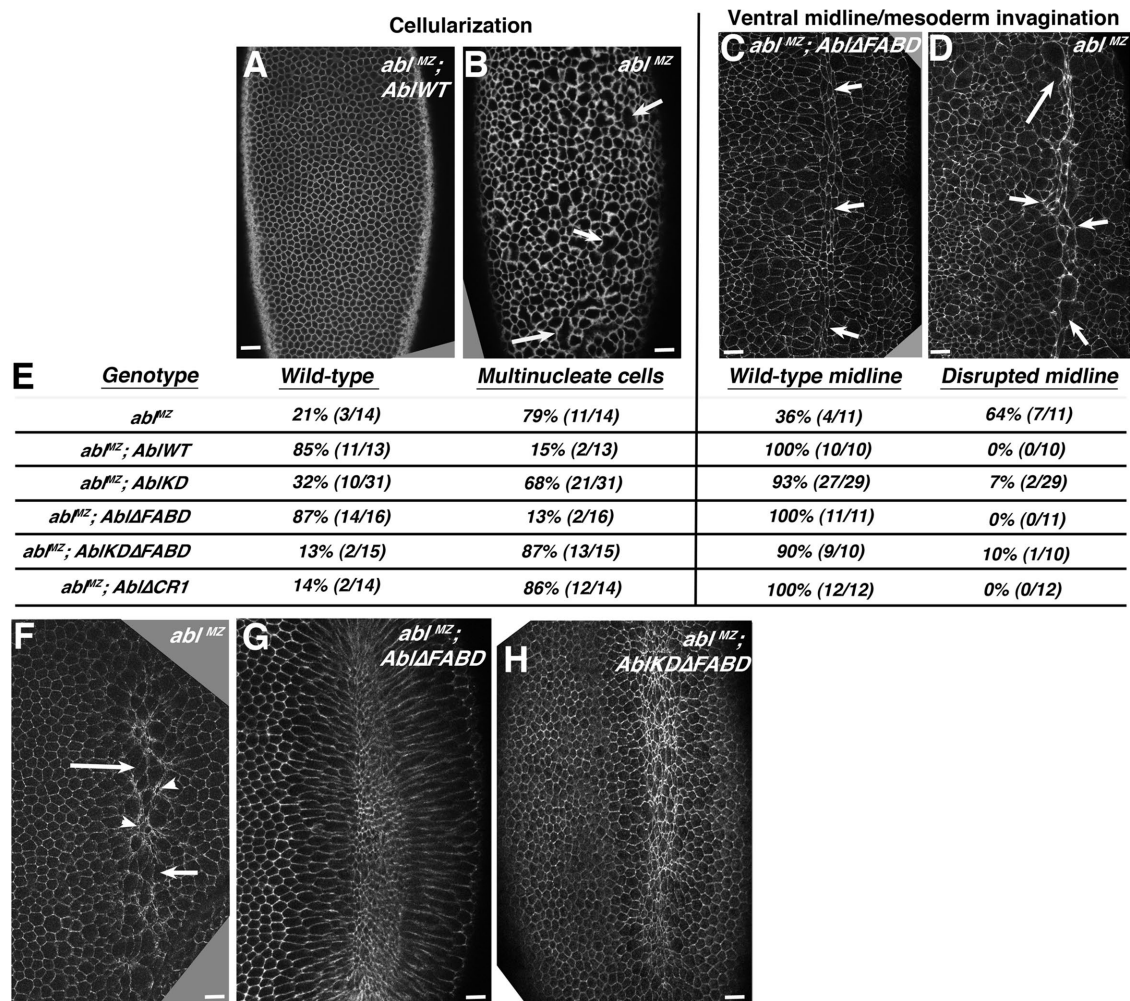 Cellularization
Ventral midline/mesoderm invagination
A
abl MZ;
AblWT
B
abl MZ
C
abl MZ; AblΔFABD
D
abl MZ
E
Genotype Wild-type Multinucleate cells Wild-type midline Disrupted midline
abl MZ 21% (3/14) 79% (11/14) 36% (4/11) 64% (7/11)
abl MZ; AblWT 85% (11/13) 15% (2/13) 100% (10/10) 0% (0/10)
abl MZ; AblKD 32% (10/31) 68% (21/31) 93% (27/29) 7% (2/29)
abl MZ; AblΔFABD 87% (14/16) 13% (2/16) 100% (11/11) 0% (0/11)
abl MZ; AblKDΔFABD 13% (2/15) 87% (13/15) 90% (9/10) 10% (1/10)
abl MZ; AblΔCR1 14% (2/14) 86% (12/14) 100% (12/12) 0% (0/12)
F
abl MZ
G
abl MZ;
AblΔFABD
H
abl MZ;
AblKDΔFABD